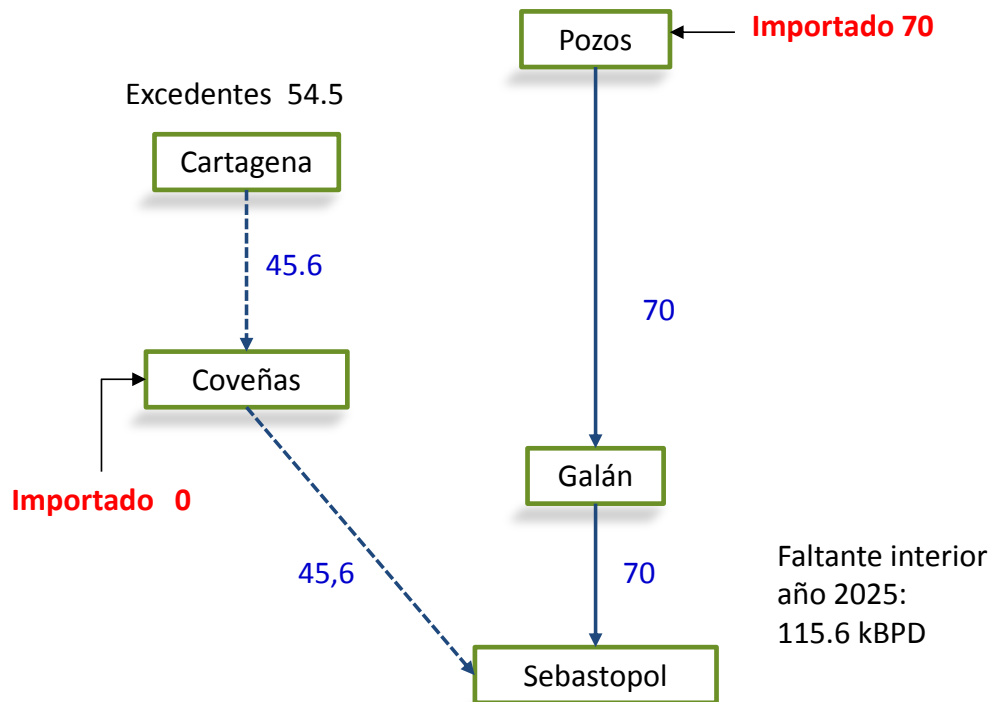 Importado 70
Pozos
Excedentes 54.5
Cartagena
45.6
70
Coveñas
Galán
Importado 0
45,6
70
Faltante interior
año 2025:
115.6 kBPD
Sebastopol